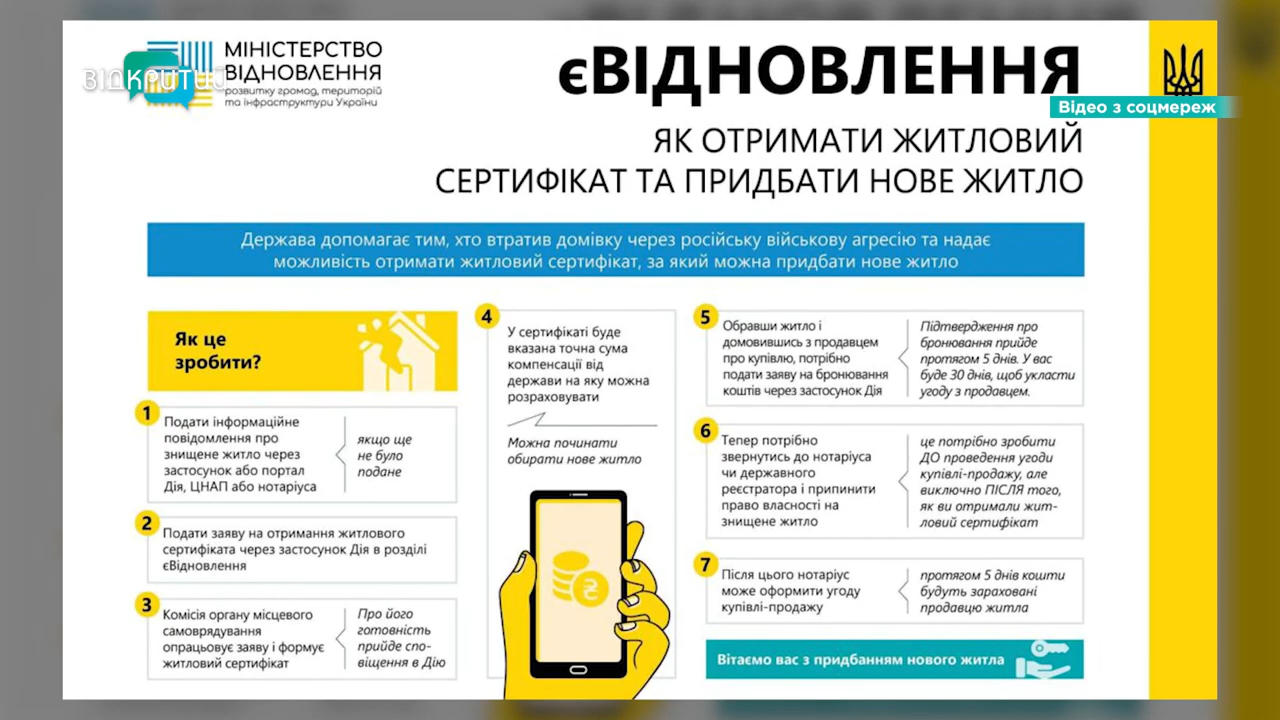 МІНІСТЕРСТВО
ВІДНОВЛЕННЯ
розвитку громад, територій
та інфраструктури України
ВІДКРИТИЙ
єВІДНОВЛЕННЯ
Відео з соцмереж
ЯК ОТРИМАТИ ЖИТЛОВИЙ
СЕРТИФІКАТ ТА ПРИДБАТИ НОВЕ ЖИТЛО
Держава допомагає тим, хто втратив домівку через російську військову агресію та надає
можливість отримати житловий сертифікат, за який можна придбати нове житло
Як це
зробити?
1
Подати інформаційне
повідомлення про
знищене житло через
застосунок або портал
Дія, ЦНАП або нотаріуса
якщо ще
не було
подане
2
Подати заяву на отримання житлового
сертифіката через застосунок Дія в розділі
єВідновлення
3
Комісія органу місцевого
самоврядування
опрацьовує заяву і формує
житловий сертифікат
Про його
готовність
прийде спо-
віщення в Дію
4
У сертифікаті буде
вказана точна сума
компенсації від
держави на яку можна
розраховувати
Можна починати
обирати нове житло
₴
5
Обравши житло і
домовившись з продавцем
про купівлю, потрібно
подати заяву на бронювання
коштів через застосунок Дія
Підтвердження про
бронювання прийде
протягом 5 днів. У вас
буде 30 днів, щоб укласти
угоду з продавцем.
6
Тепер потрібно
звернутись до нотаріуса
чи державного
реєстратора і припинити
право власності на
знищене житло
це потрібно зробити
ДО проведення угоди
купівлі-продажу, але
виключно ПІСЛЯ того,
як ви отримали жит-
ловий сертифікат
7
Після цього нотаріус
може оформити угоду
купівлі-продажу
протягом 5 днів кошти
будуть зараховані
продавцю житла
Вітаємо вас з придбанням нового житла